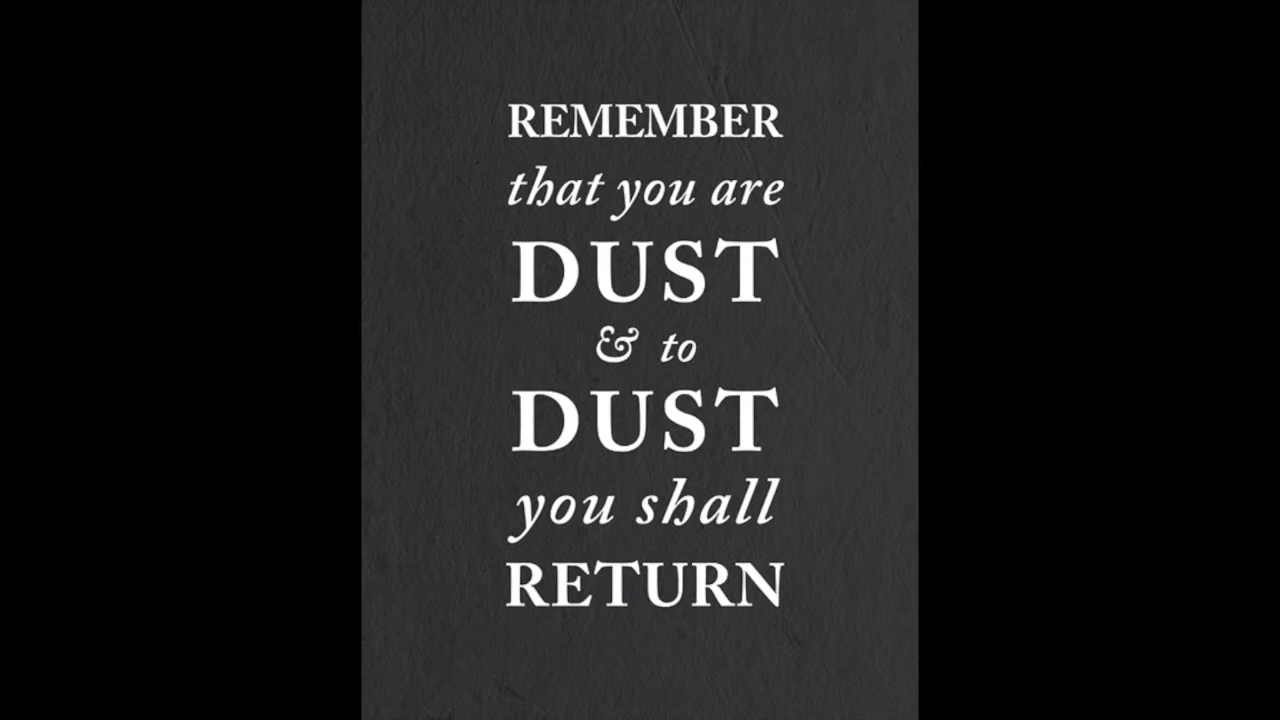 REMEMBER
that you are
DUST
& to
DUST
you shall
RETURN